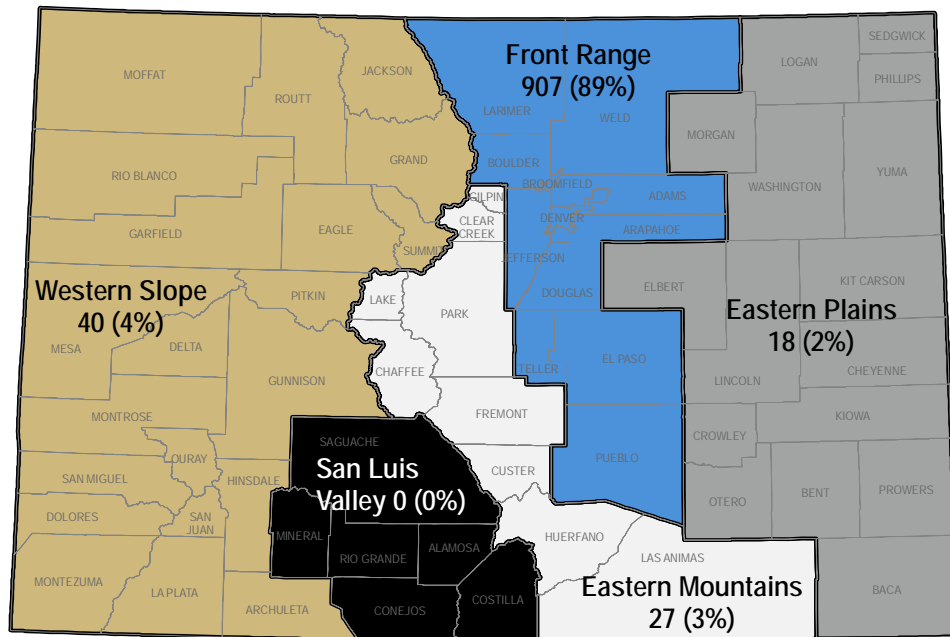 SEDGWICK
LOGAN
Front Range
907 (89%)
JACKSON
MOFFAT
PHILLIPS
ROUTT
LARIMER
WELD
MORGAN
GRAND
BOULDER
YUMA
RIO BLANCO
BROOMFIELD
WASHINGTON
GILPIN
ADAMS
CLEAR
CREEK
DENVER
GARFIELD
EAGLE
ARAPAHOE
SUMMIT
JEFFERSON
KIT CARSON
ELBERT
Western Slope
40 (4%)
PITKIN
LAKE
DOUGLAS
PARK
Eastern Plains
18 (2%)
MESA
DELTA
EL PASO
CHAFFEE
TELLER
CHEYENNE
GUNNISON
LINCOLN
MONTROSE
FREMONT
KIOWA
SAGUACHE
CROWLEY
OURAY
PUEBLO
San Luis
Valley 0 (0%)
CUSTER
SAN MIGUEL
HINSDALE
BENT
PROWERS
OTERO
DOLORES
SAN
JUAN
MINERAL
HUERFANO
ALAMOSA
RIO GRANDE
LAS ANIMAS
MONTEZUMA
LA PLATA
Eastern Mountains
27 (3%)
BACA
COSTILLA
ARCHULETA
CONEJOS